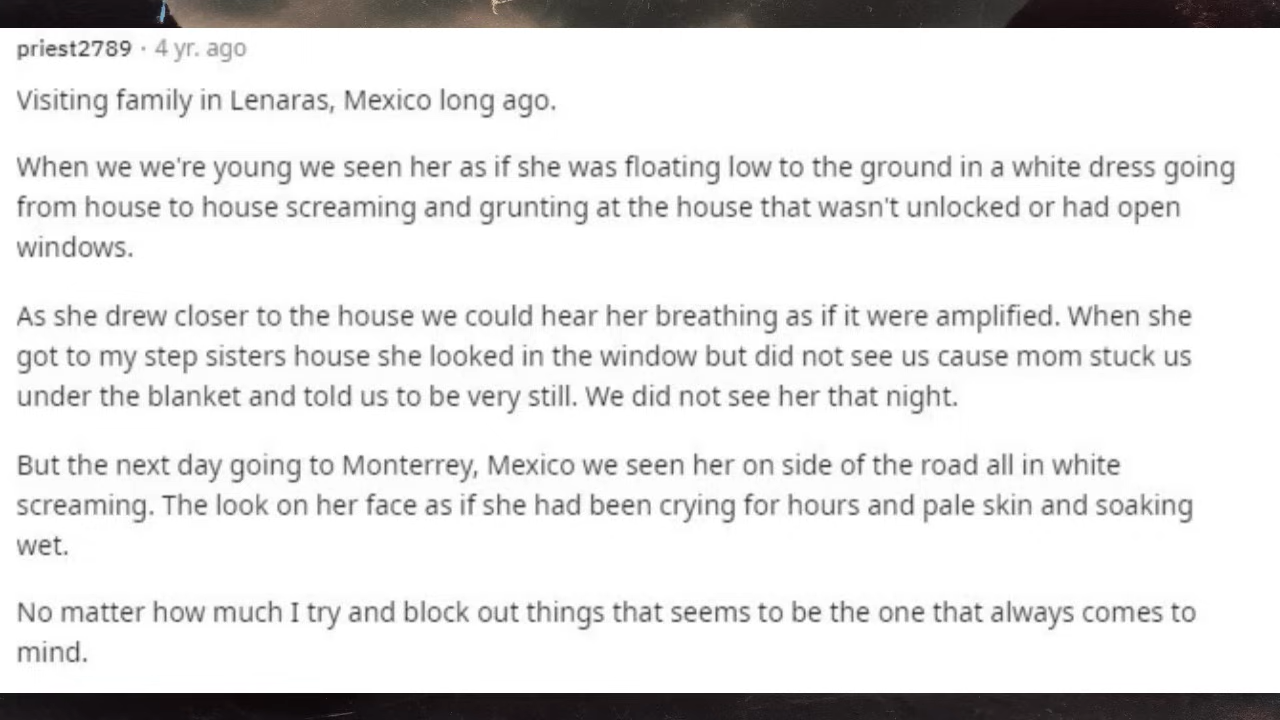 priest2789 · 4 yr. ago
Visiting family in Lenaras, Mexico long ago.
When we we're young we seen her as if she was floating low to the ground in a white dress going
from house to house screaming and grunting at the house that wasn't unlocked or had open
windows.
As she drew closer to the house we could hear her breathing as if it were amplified. When she
got to my step sisters house she looked in the window but did not see us cause mom stuck us
under the blanket and told us to be very still. We did not see her that night.
But the next day going to Monterrey, Mexico we seen her on side of the road all in white
screaming. The look on her face as if she had been crying for hours and pale skin and soaking
wet.
No matter how much I try and block out things that seems to be the one that always comes to
mind.